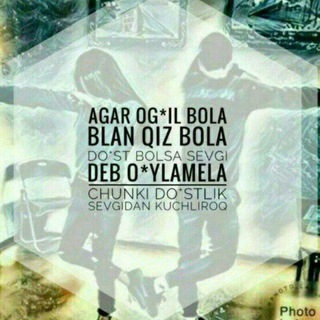 AGAR OG*IL BOLA
BLAN QIZ BOLA
DO*ST BOLSA SEVGI
DEB O*YLAMELA
CHUNKI DO*STLIK
SEVGIDAN KUCHLIROQ
Photo